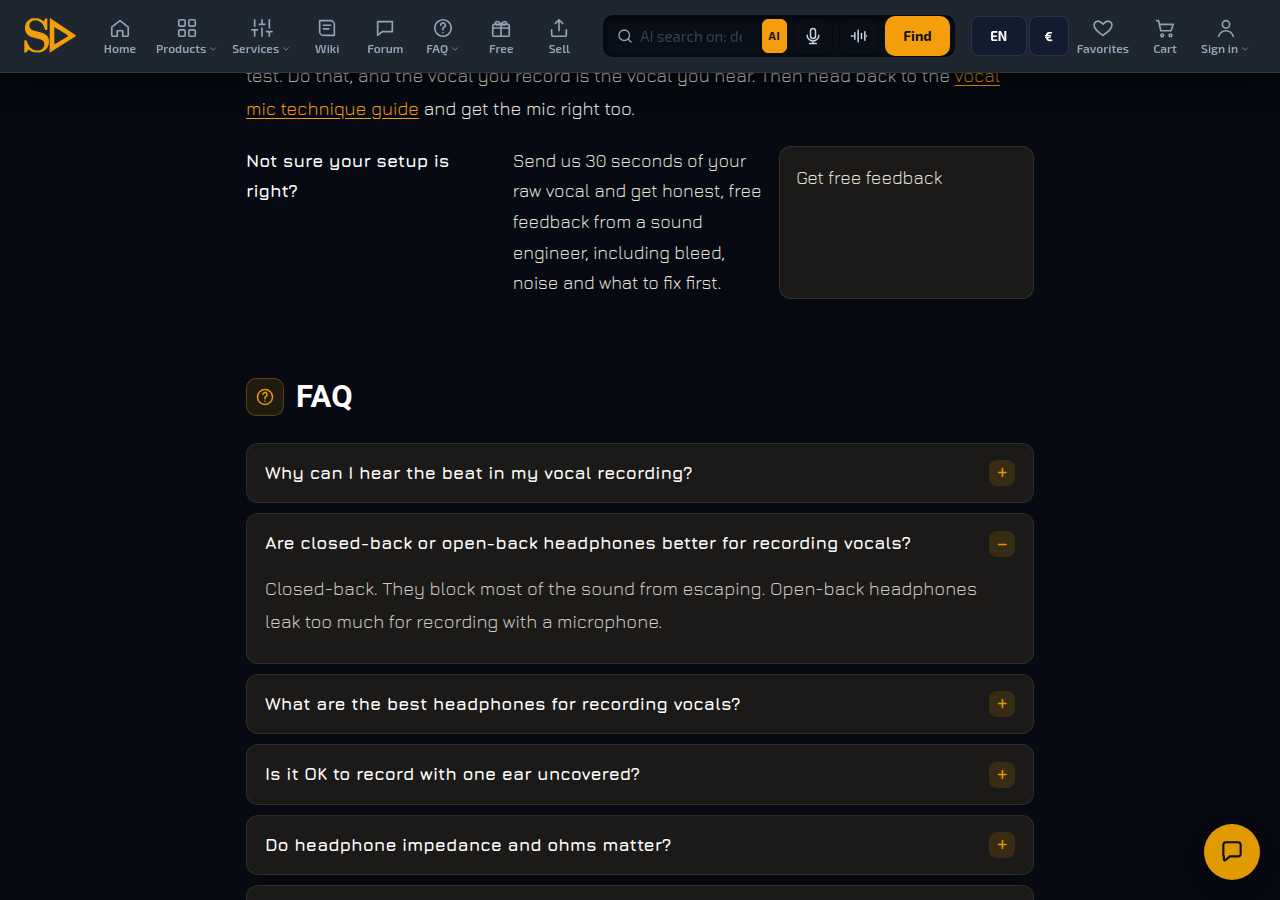 SD
Home
Products
Services
Wiki
Forum
FAQ
Free
Sell
AI search on: d
AI
Find
EN
€
Favorites
Cart
Sign in
test. Do that, and the vocal you record is the vocal you hear. Then head back to the vocal
mic technique guide and get the mic right too.
Not sure your setup is
right?
Send us 30 seconds of your
raw vocal and get honest, free
feedback from a sound
engineer, including bleed,
noise and what to fix first.
Get free feedback
FAQ
Why can I hear the beat in my vocal recording?
+
Are closed-back or open-back headphones better for recording vocals?
−
Closed-back. They block most of the sound from escaping. Open-back headphones
leak too much for recording with a microphone.
What are the best headphones for recording vocals?
+
Is it OK to record with one ear uncovered?
+
Do headphone impedance and ohms matter?
+